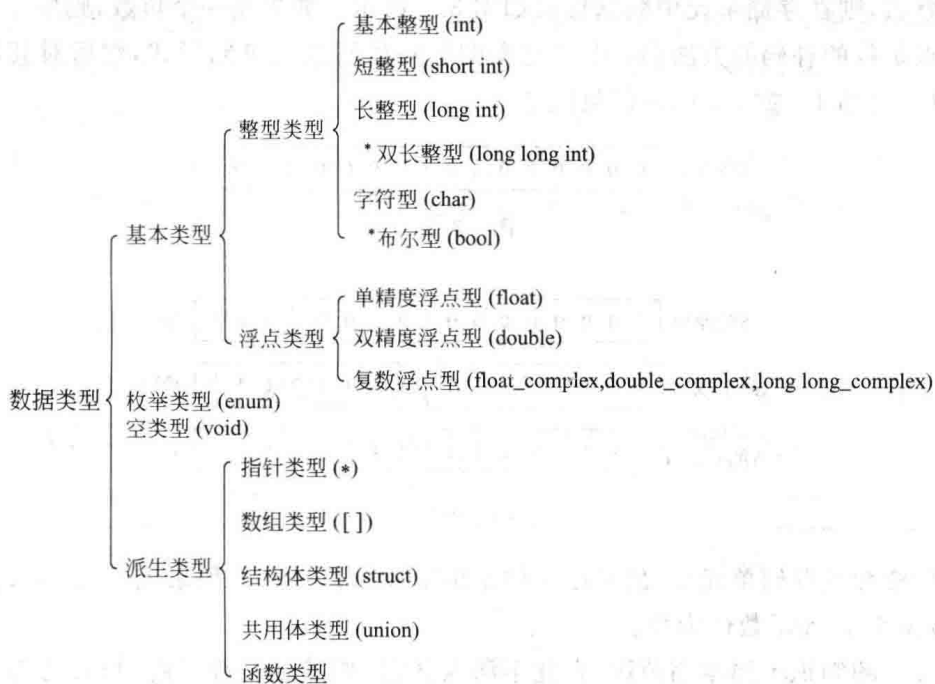 基本整型 (int)
短整型 (short int)
整型类型
长整型 (long int)
*双长整型 (long long int)
字符型 (char)
基本类型
*布尔型 (bool)
单精度浮点型 (float)
浮点类型
双精度浮点型 (double)
复数浮点型 (float_complex,double_complex,long long_complex)
数据类型
枚举类型 (enum)
空类型 (void)
指针类型 (*)
数组类型 ([ ])
派生类型
结构体类型 (struct)
共用体类型 (union)
函数类型